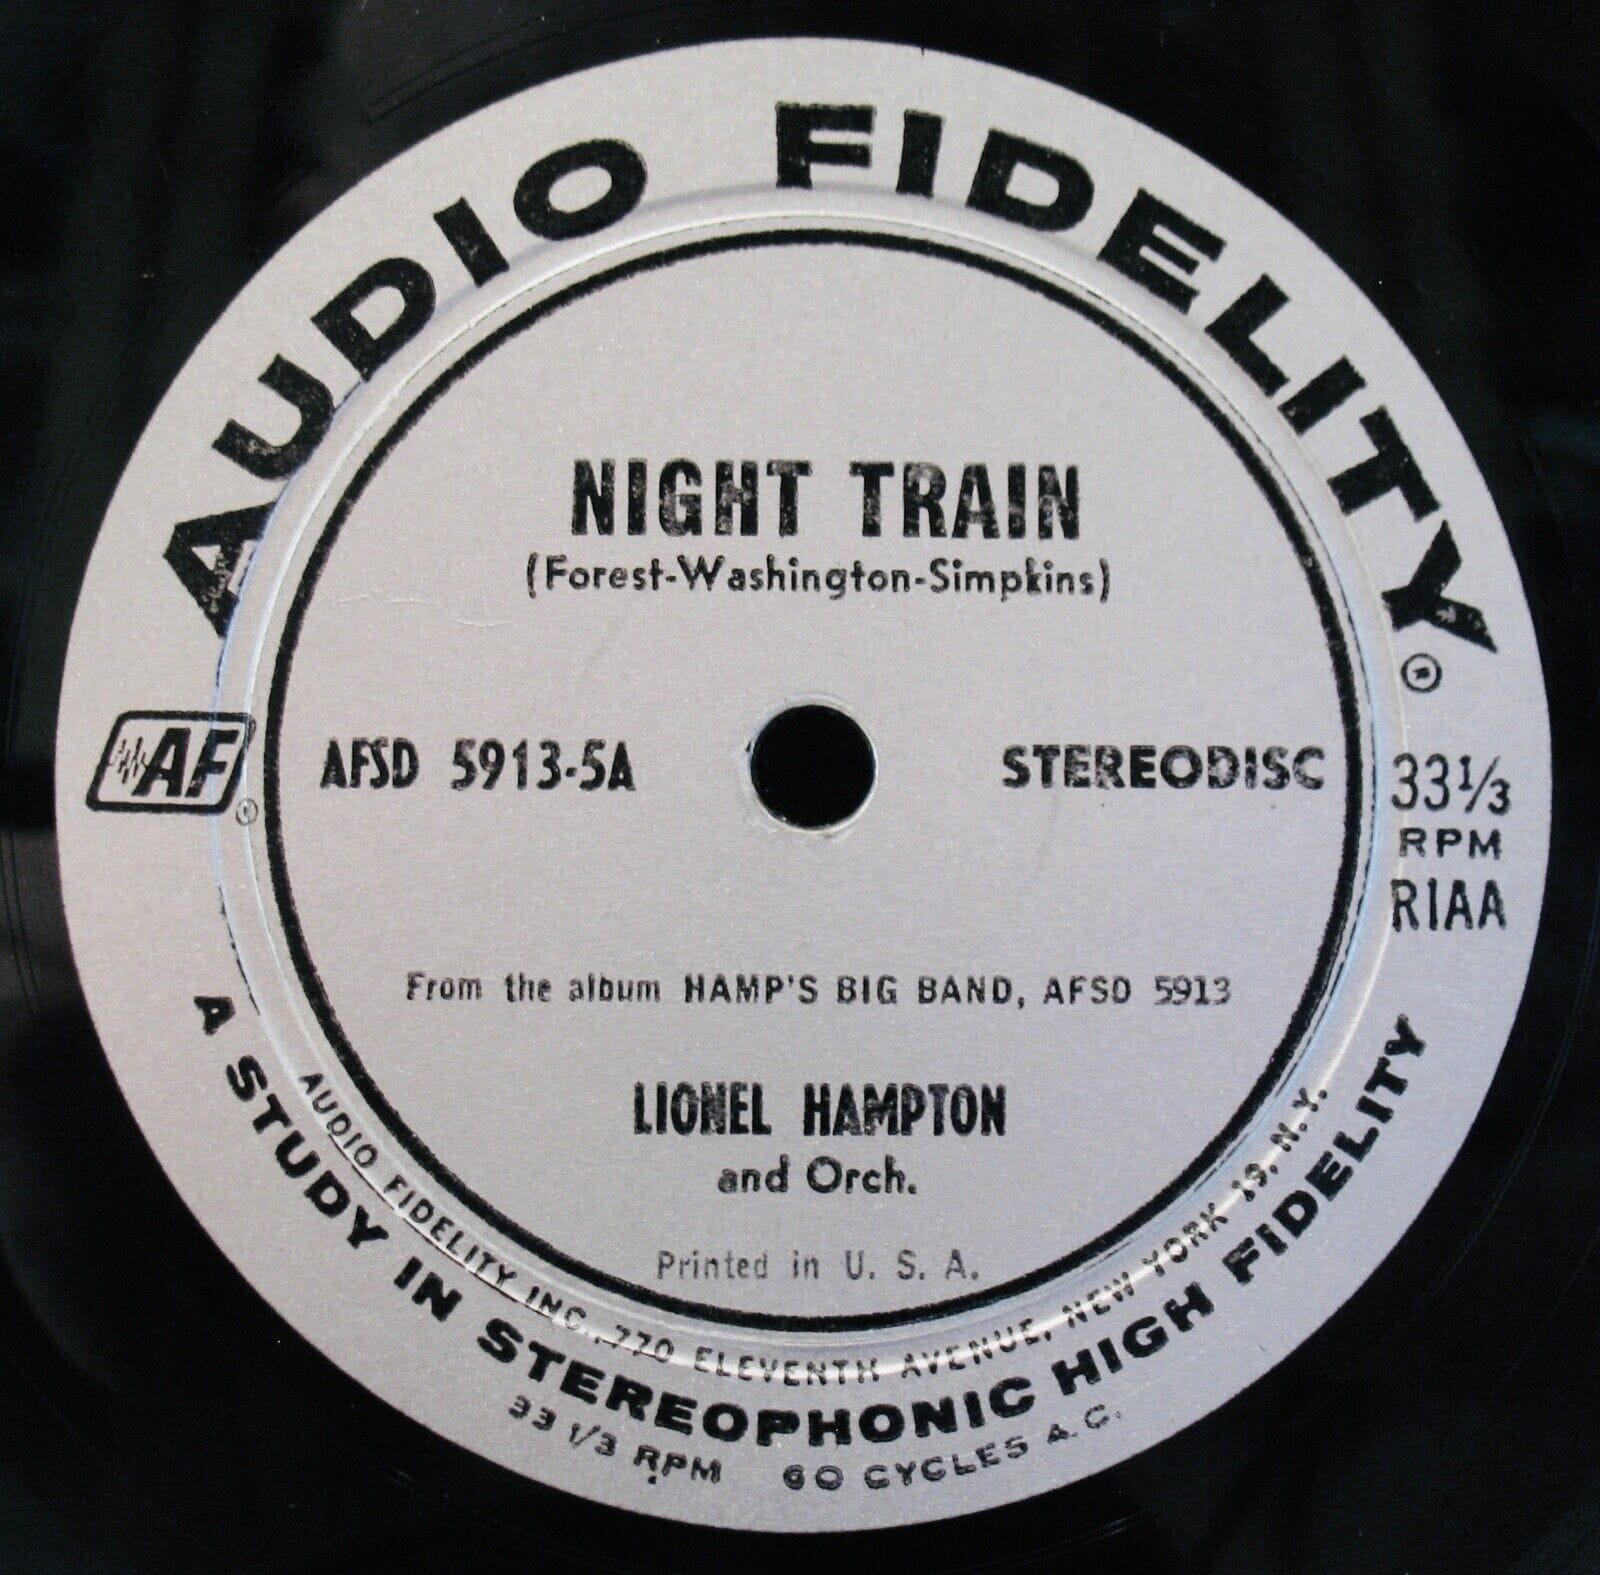 AUDIO FIDELITY ®
NIGHT TRAIN
(Forest-Washington-Simpkins)
AF ®
AFSD 5913-5A
STEREODISC
33 1/3
RPM
RIAA
From the album HAMP'S BIG BAND, AFSD 5913
LIONEL HAMPTON
and Orch.
Printed in U. S. A.
AUDIO FIDELITY INC., 770 ELEVENTH AVENUE, NEW YORK 19, N.Y.
A STUDY IN STEREOPHONIC HIGH FIDELITY
33 1/3 RPM 60 CYCLES A.C.